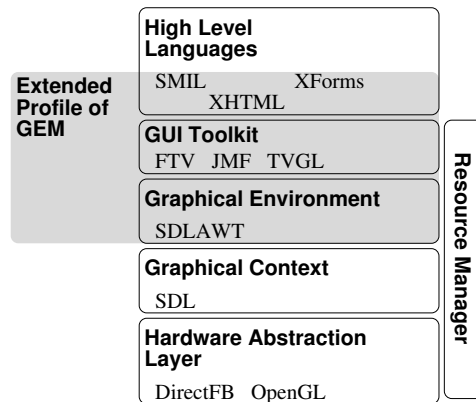 High Level
Languages
SMIL XForms
XHTML
Extended
Profile of
GEM
GUI Toolkit
FTV JMF TVGL
Graphical Environment
SDLAWT
Graphical Context
SDL
Hardware Abstraction
Layer
DirectFB OpenGL
Resource Manager